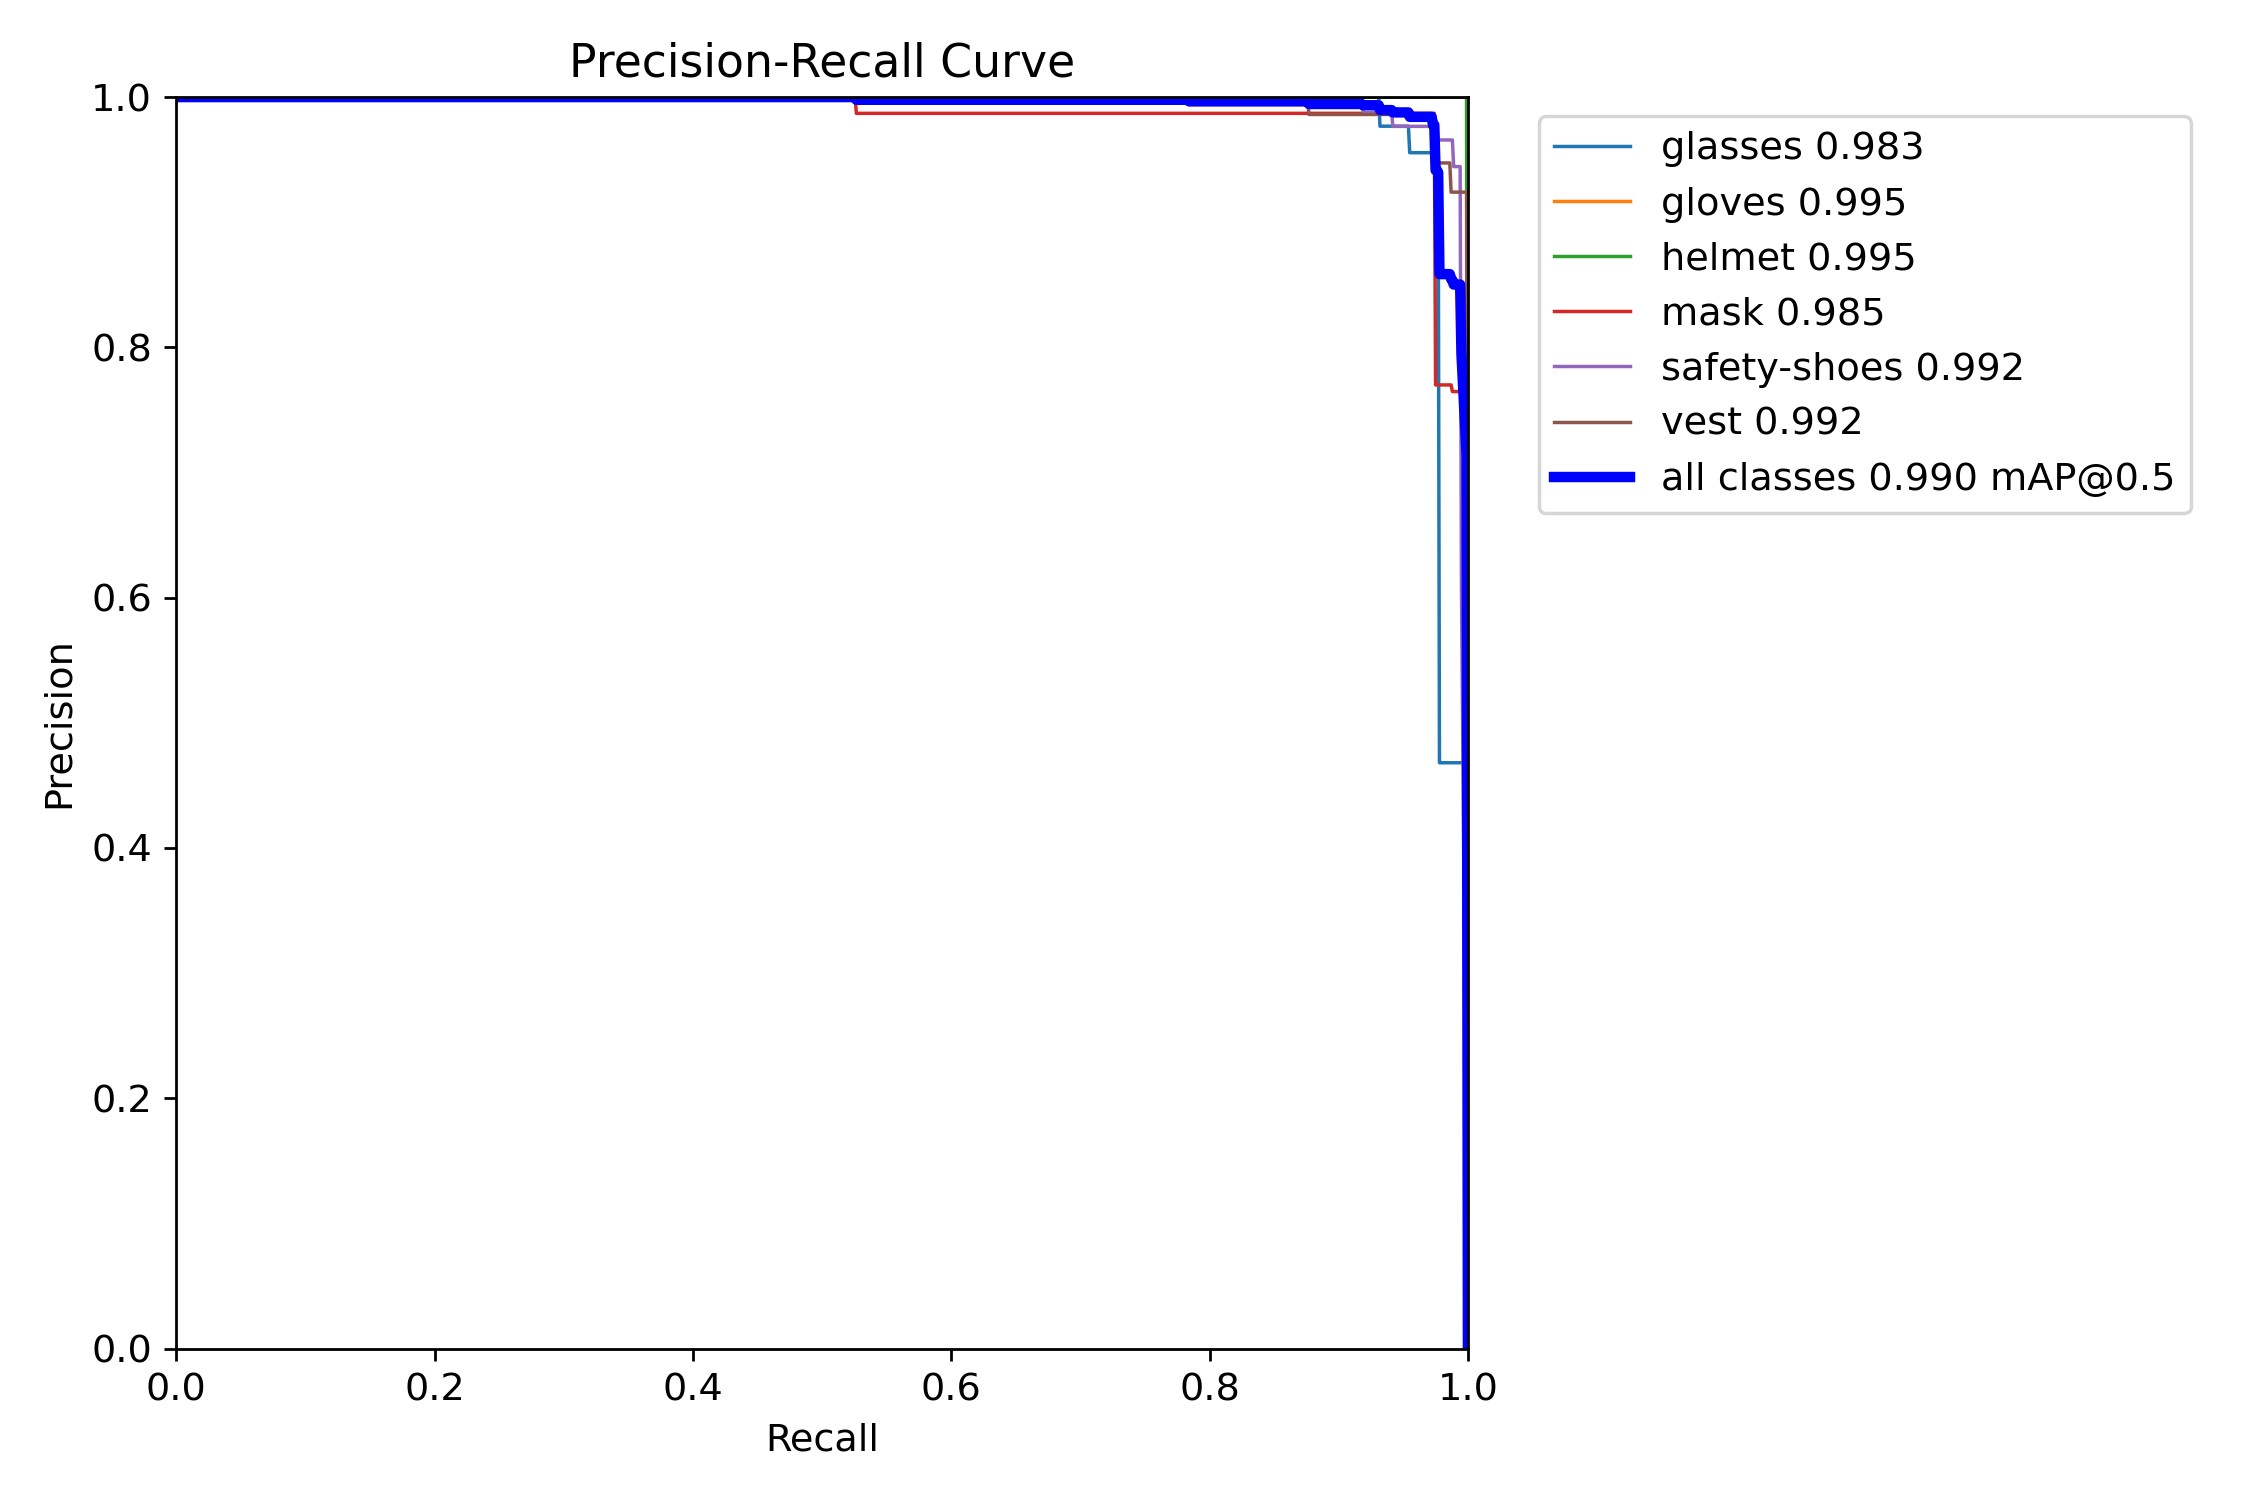 Precision-Recall Curve
1.0
0.8
0.6
0.4
0.2
0.0
Precision
0.0 0.2 0.4 0.6 0.8 1.0
Recall
glasses 0.983
gloves 0.995
helmet 0.995
mask 0.985
safety-shoes 0.992
vest 0.992
all classes 0.990 mAP@0.5